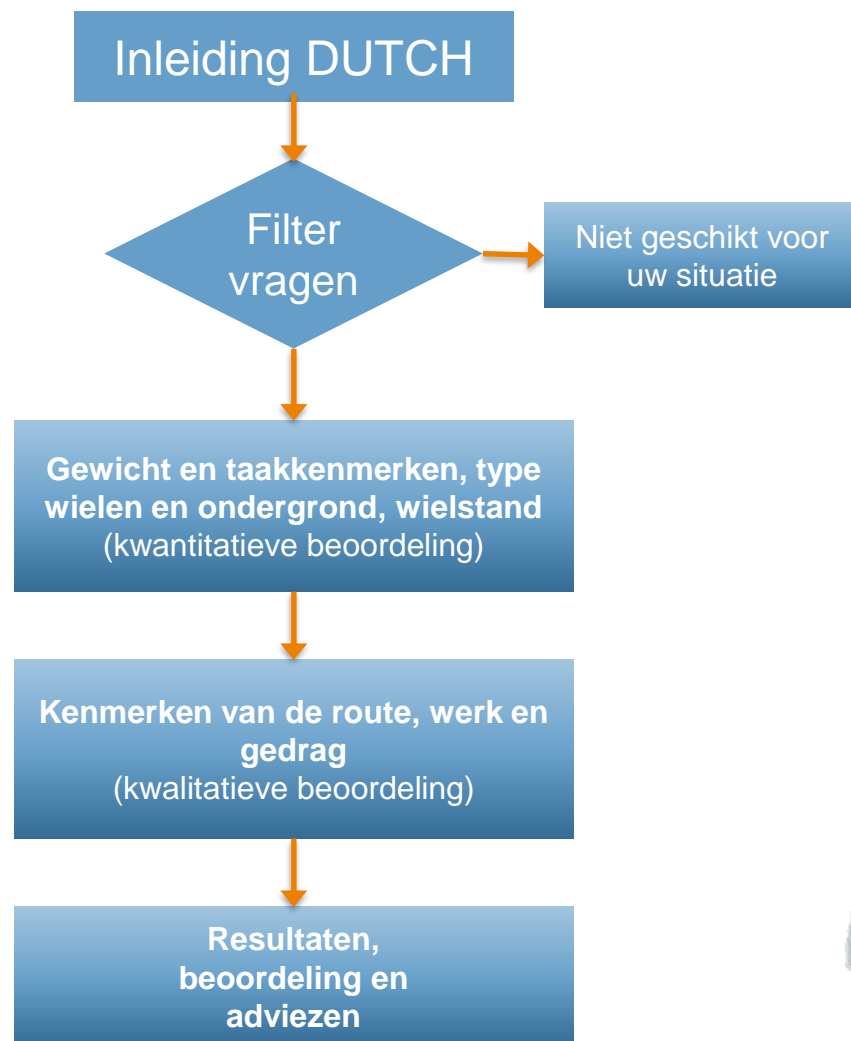 Inleiding DUTCH
Filter
vragen
Niet geschikt voor
uw situatie
Gewicht en taakkenmerken, type
wielen en ondergrond, wielstand
(kwantitatieve beoordeling)
Kenmerken van de route, werk en
gedrag
(kwalitatieve beoordeling)
Resultaten,
beoordeling en
adviezen